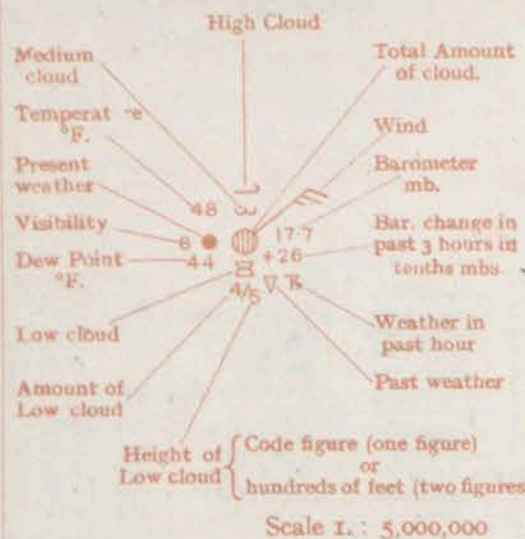 High Cloud
Medium
cloud
Total Amount
of cloud.
°F.
Wind
Present
weather
Barometer
mb.
48
Visibility
6
17·7
Bar. change in
past 3 hours in
tenths mbs.
Dew Point
°F.
44
+26
4/5
Low cloud
Weather in
past hour
Amount of
Low cloud
Past weather
Height of
Low cloud
Code figure (one figure)
or
hundreds of feet (two figures
Scale 1. : 5,000,000